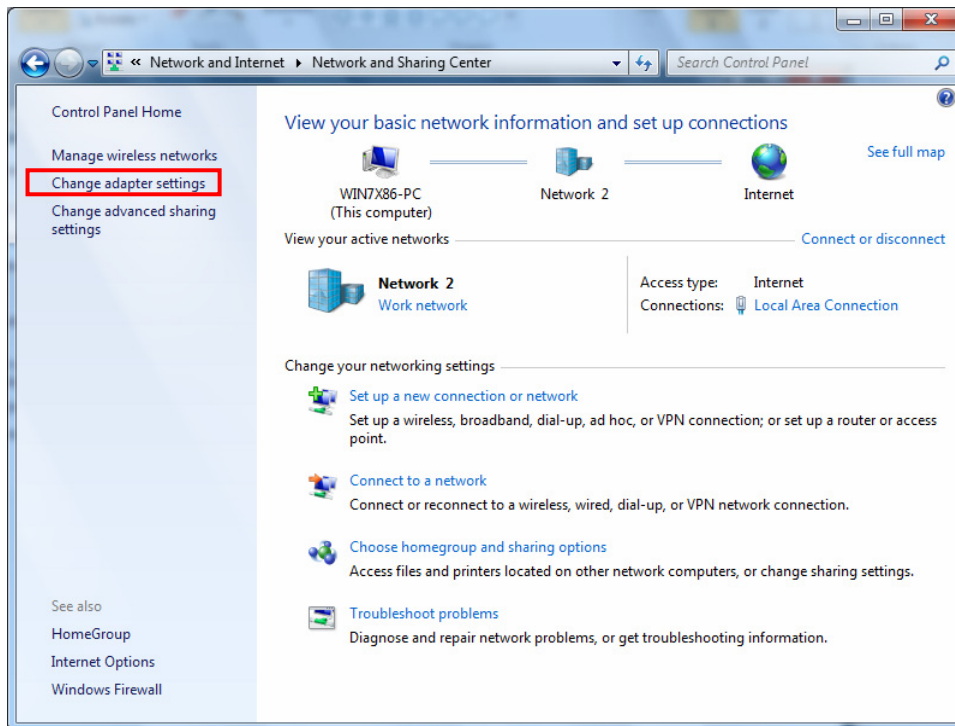 « Network and Internet ▸ Network and Sharing Center
Search Control Panel
Control Panel Home
Manage wireless networks
Change adapter settings
Change advanced sharing
settings
See also
HomeGroup
Internet Options
Windows Firewall
View your basic network information and set up connections
See full map
WIN7X86-PC
(This computer)
Network 2
Internet
View your active networks
Connect or disconnect
Network 2
Work network
Access type: Internet
Connections: Local Area Connection
Change your networking settings
Set up a new connection or network
Set up a wireless, broadband, dial-up, ad hoc, or VPN connection; or set up a router or access
point.
Connect to a network
Connect or reconnect to a wireless, wired, dial-up, or VPN network connection.
Choose homegroup and sharing options
Access files and printers located on other network computers, or change sharing settings.
Troubleshoot problems
Diagnose and repair network problems, or get troubleshooting information.